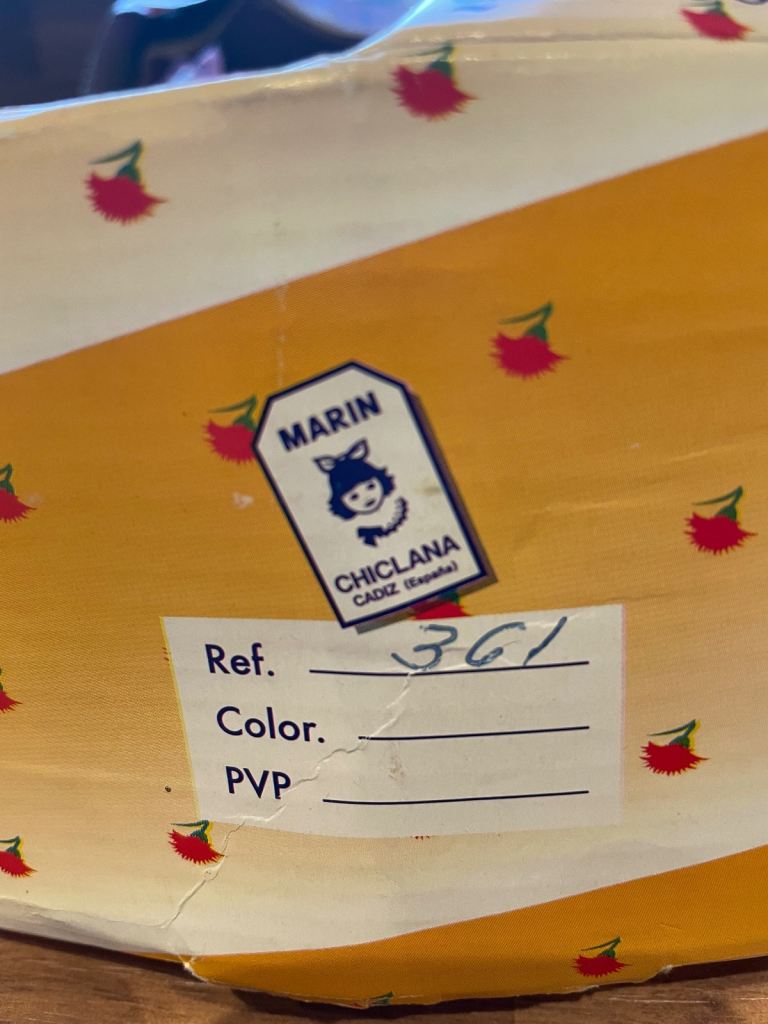 MARIN
CHICLANA
CADIZ (España)
Ref. 361
Color.
PVP